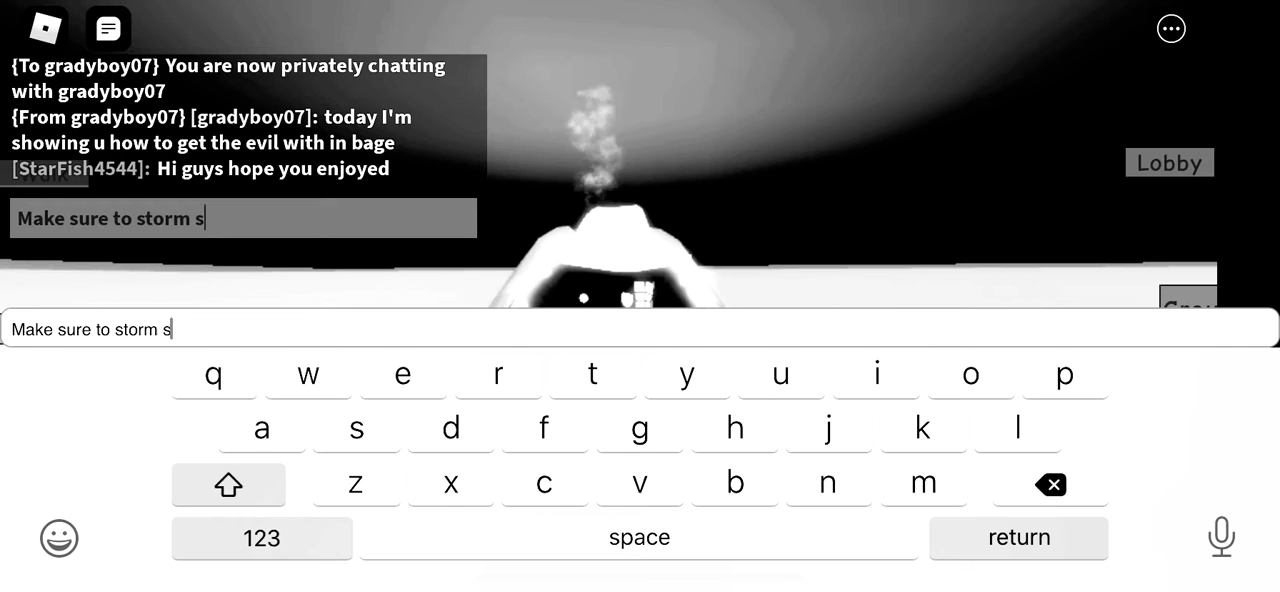 {To gradyboy07} You are now privately chatting
with gradyboy07
{From gradyboy07} [gradyboy07]: today I'm
showing u how to get the evil with in bage
[StarFish4544]: Hi guys hope you enjoyed
Lobby
Make sure to storm s
Make sure to storm s
q w e r t y u i o p
a s d f g h j k l
z x c v b n m
123 space return